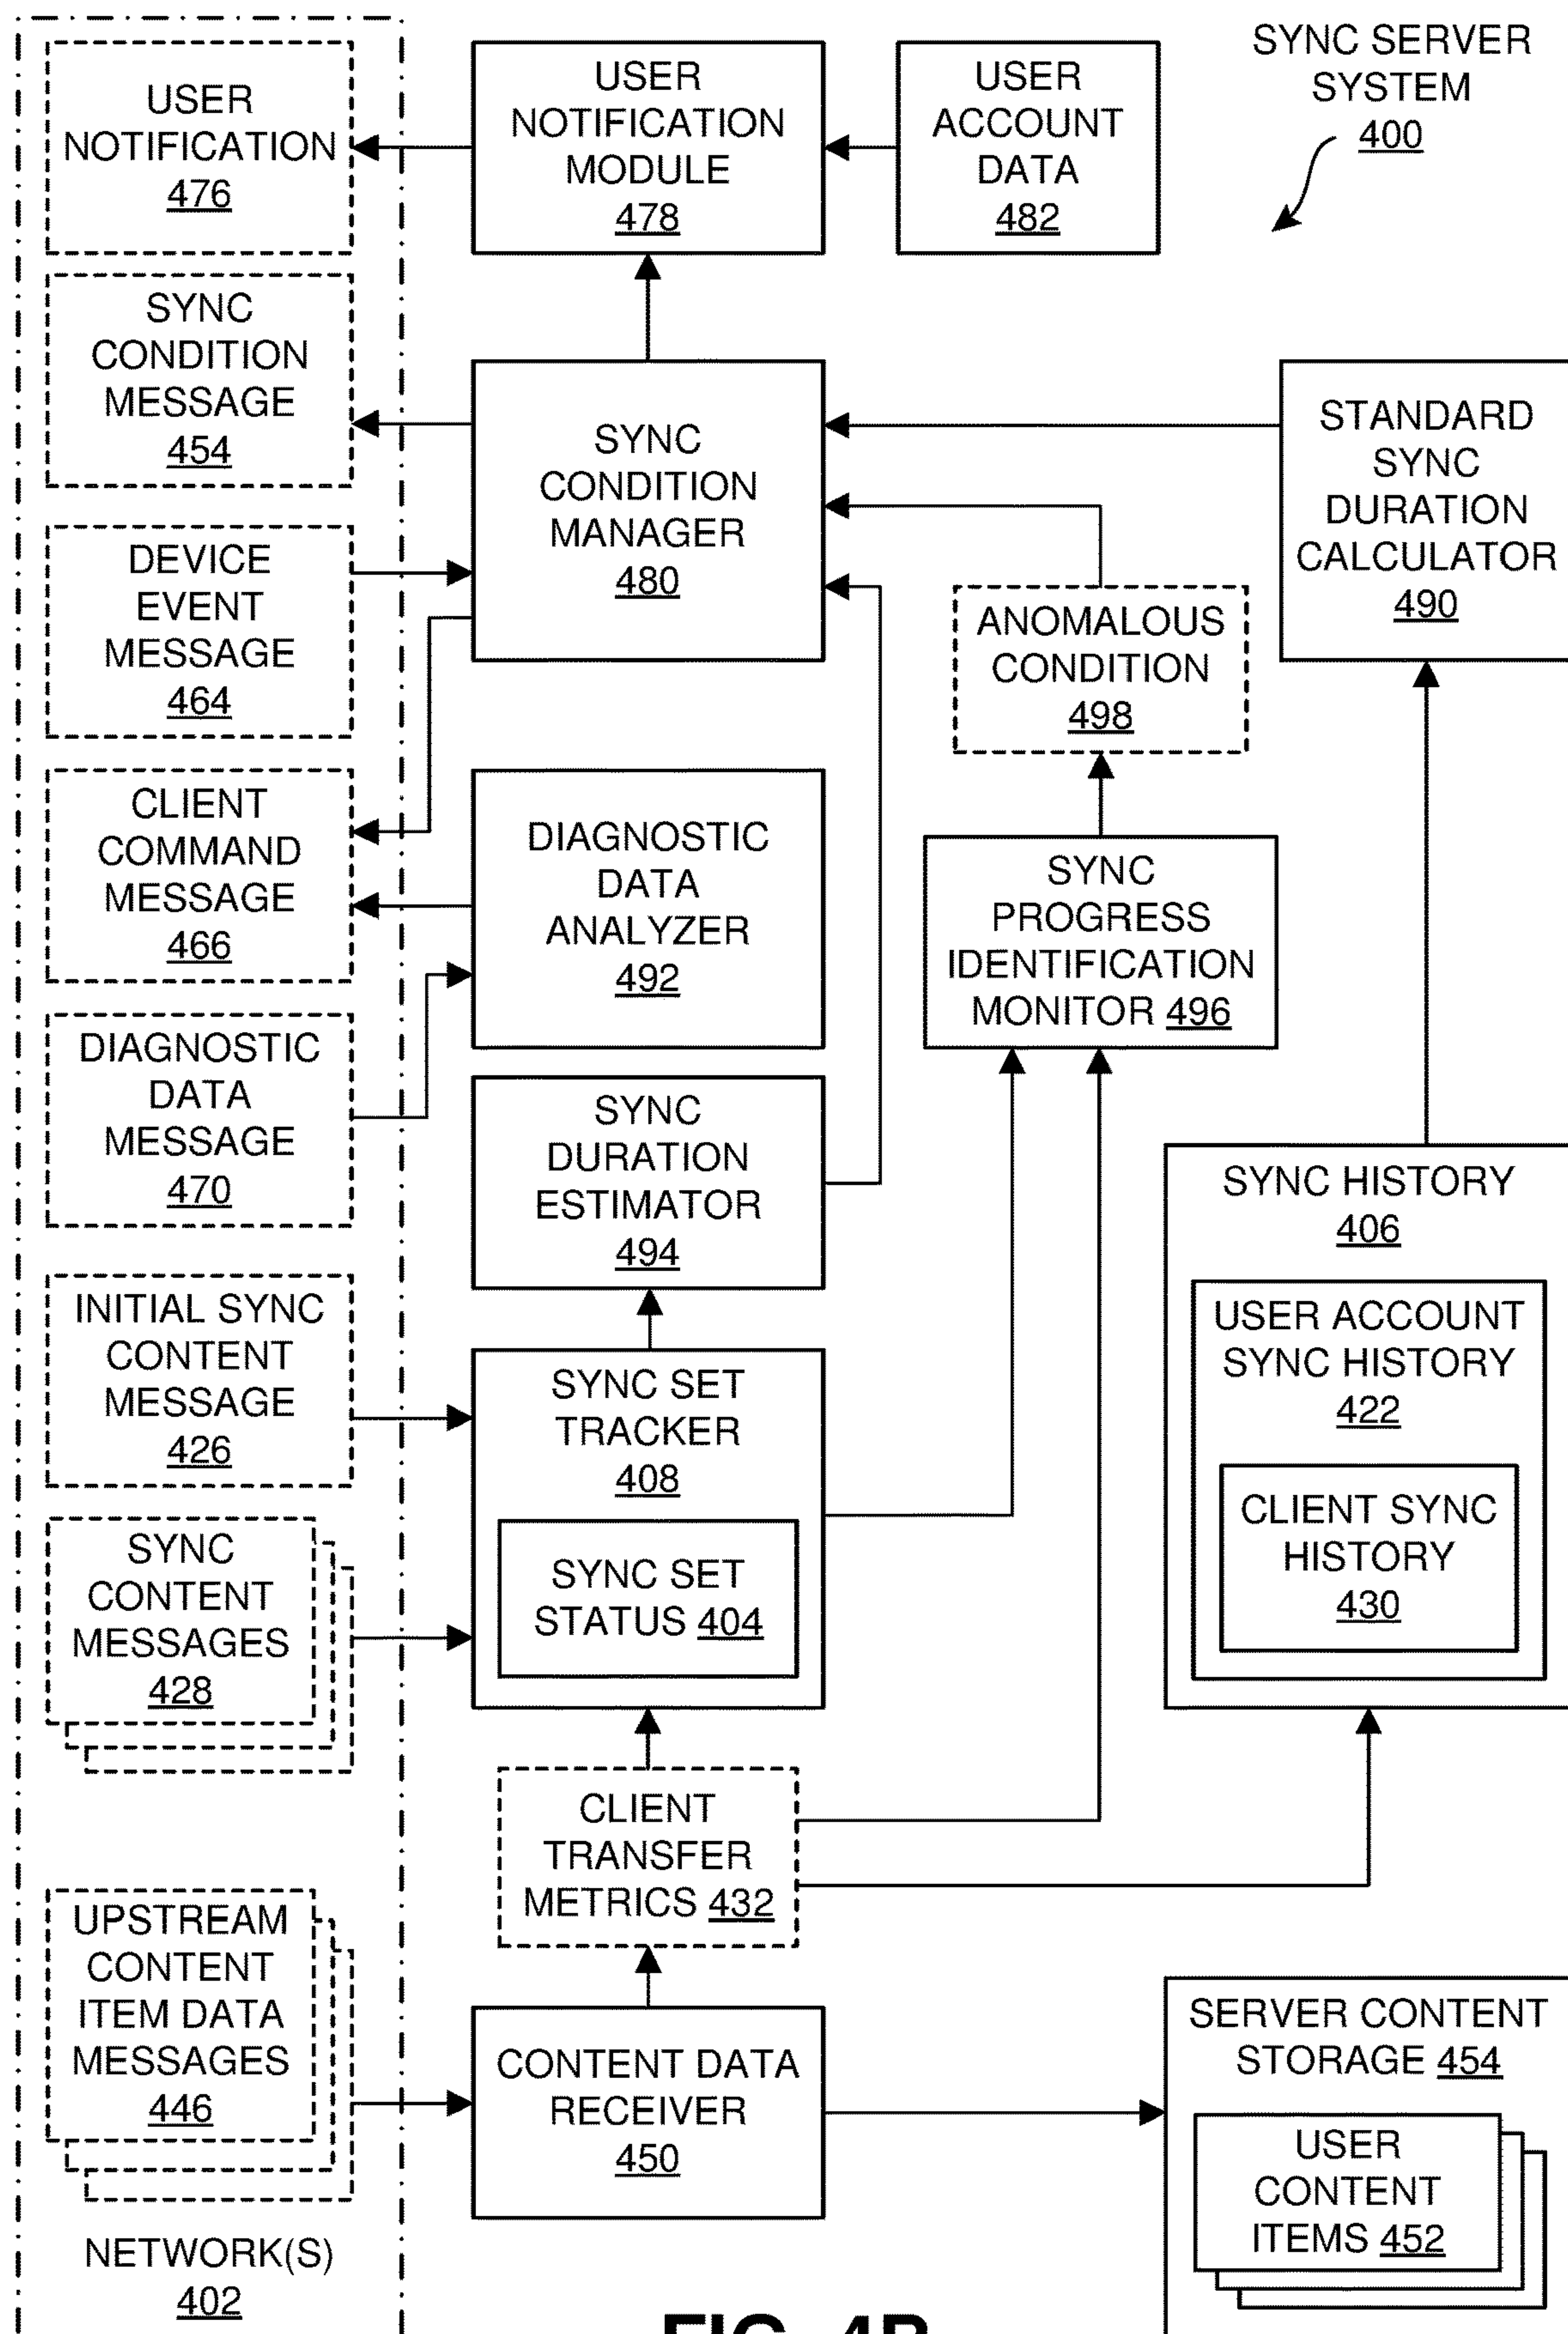 SYNC SERVER
SYSTEM
400
USER
NOTIFICATION
476
USER
NOTIFICATION
MODULE
478
USER
ACCOUNT
DATA
482
SYNC
CONDITION
MESSAGE
454
SYNC
CONDITION
MANAGER
480
STANDARD
SYNC
DURATION
CALCULATOR
490
DEVICE
EVENT
MESSAGE
464
ANOMALOUS
CONDITION
498
CLIENT
COMMAND
MESSAGE
466
DIAGNOSTIC
DATA
ANALYZER
492
SYNC
PROGRESS
IDENTIFICATION
MONITOR 496
DIAGNOSTIC
DATA
MESSAGE
470
SYNC
DURATION
ESTIMATOR
494
SYNC HISTORY
406
USER ACCOUNT
SYNC HISTORY
422
CLIENT SYNC
HISTORY
430
INITIAL SYNC
CONTENT
MESSAGE
426
SYNC SET
TRACKER
408
SYNC SET
STATUS 404
SYNC
CONTENT
MESSAGES
428
CLIENT
TRANSFER
METRICS 432
UPSTREAM
CONTENT
ITEM DATA
MESSAGES
446
CONTENT DATA
RECEIVER
450
SERVER CONTENT
STORAGE 454
USER
CONTENT
ITEMS 452
NETWORK(S)
402
FIG. 4B